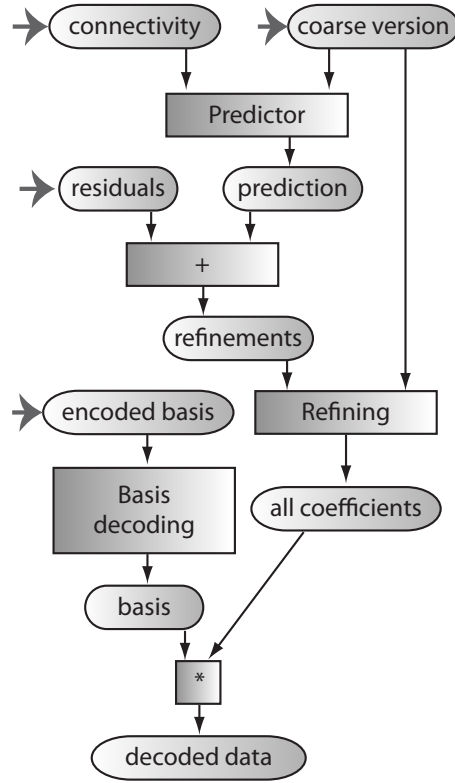 connectivity
coarse version
Predictor
residuals
prediction
+
refinements
encoded basis
Refining
Basis
decoding
all coefficients
basis
*
decoded data